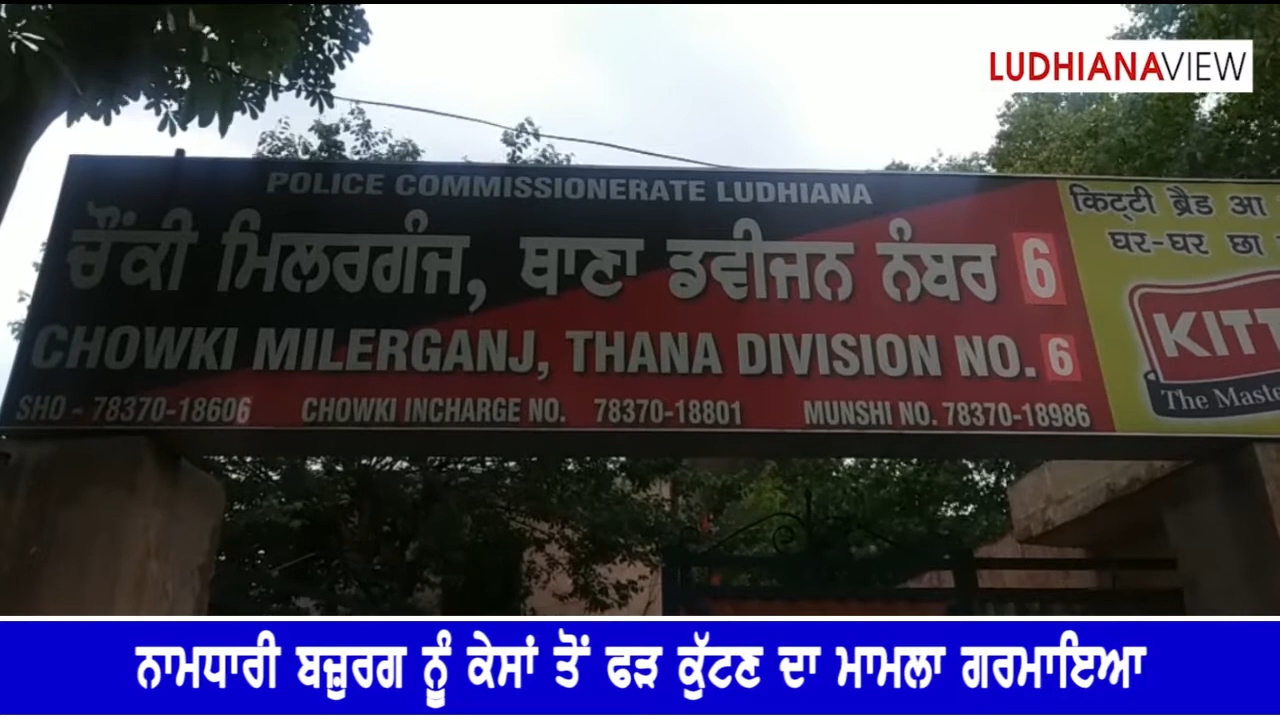 LUDHIANAVIEW
POLICE COMMISSIONERATE LUDHIANA
ਚੌਂਕੀ ਮਿਲਰਗੰਜ, ਥਾਣਾ ਡਵੀਜਨ ਨੰਬਰ 6
CHOWKI MILERGANJ, THANA DIVISION NO. 6
SHO - 78370-18606 CHOWKI INCHARGE NO. 78370-18801 MUNSHI NO. 78370-18986
किट्टी ब्रैड आ
घर-घर छा
KITT
The Maste
ਨਾਮਧਾਰੀ ਬਜ਼ੁਰਗ ਨੂੰ ਕੇਸਾਂ ਤੋਂ ਫੜ ਕੁੱਟਣ ਦਾ ਮਾਮਲਾ ਗਰਮਾਇਆ